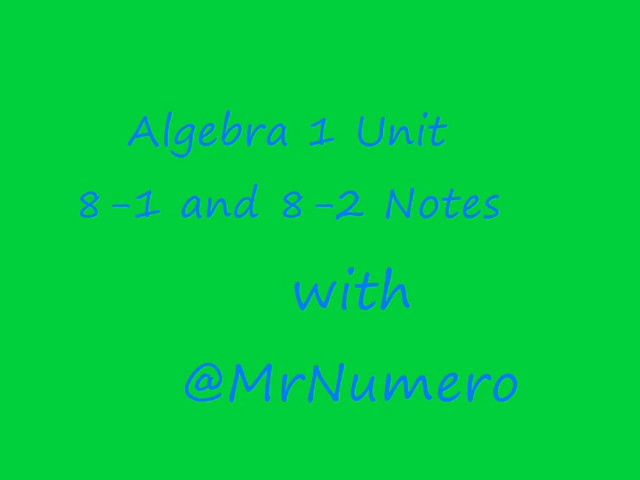 Algebra 1 Unit
8-1 and 8-2 Notes
with
@MrNumero